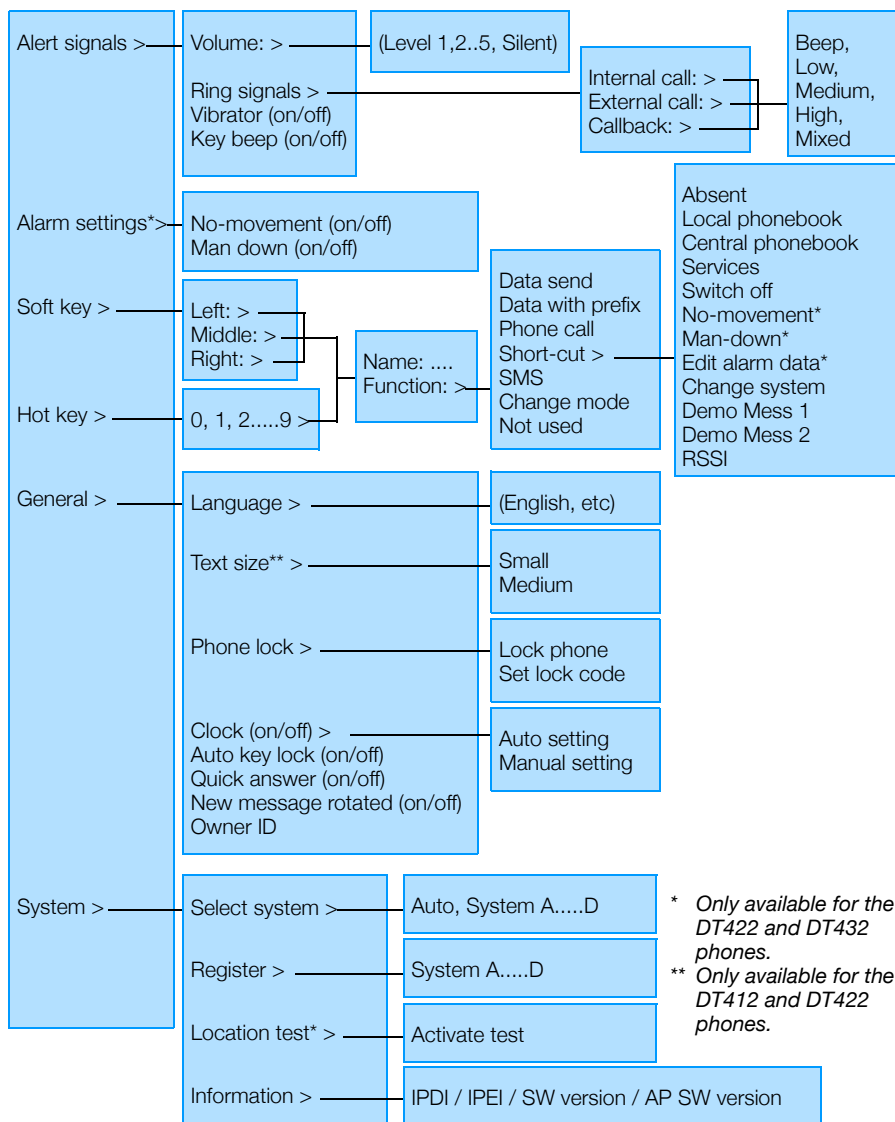 Alert signals >
Volume: >
(Level 1,2..5, Silent)
Ring signals >
Vibrator (on/off)
Key beep (on/off)
Internal call: >
External call: >
Callback: >
Beep,
Low,
Medium,
High,
Mixed
Alarm settings*>
No-movement (on/off)
Man down (on/off)
Soft key >
Left: >
Middle: >
Right: >
Hot key >
0, 1, 2.....9 >
Name: ....
Function: >
Data send
Data with prefix
Phone call
Short-cut >
SMS
Change mode
Not used
Absent
Local phonebook
Central phonebook
Services
Switch off
No-movement*
Man-down*
Edit alarm data*
Change system
Demo Mess 1
Demo Mess 2
RSSI
General >
Language >
(English, etc)
Text size** >
Small
Medium
Phone lock >
Lock phone
Set lock code
Clock (on/off) >
Auto key lock (on/off)
Quick answer (on/off)
New message rotated (on/off)
Owner ID
Auto setting
Manual setting
System >
Select system >
Auto, System A.....D
Register >
System A.....D
Location test* >
Activate test
Information >
IPDI / IPEI / SW version / AP SW version
* Only available for the
DT422 and DT432
phones.
** Only available for the
DT412 and DT422
phones.